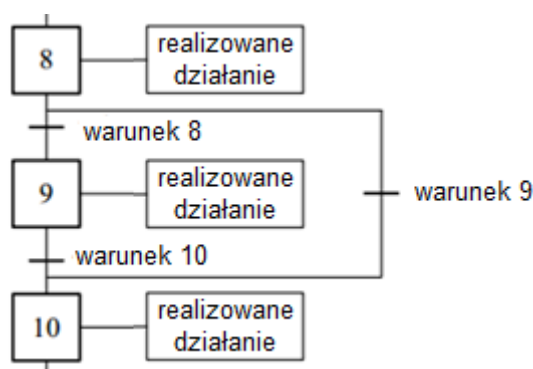 8
realizowane
działanie
warunek 8
9
realizowane
działanie
warunek 9
warunek 10
10
realizowane
działanie